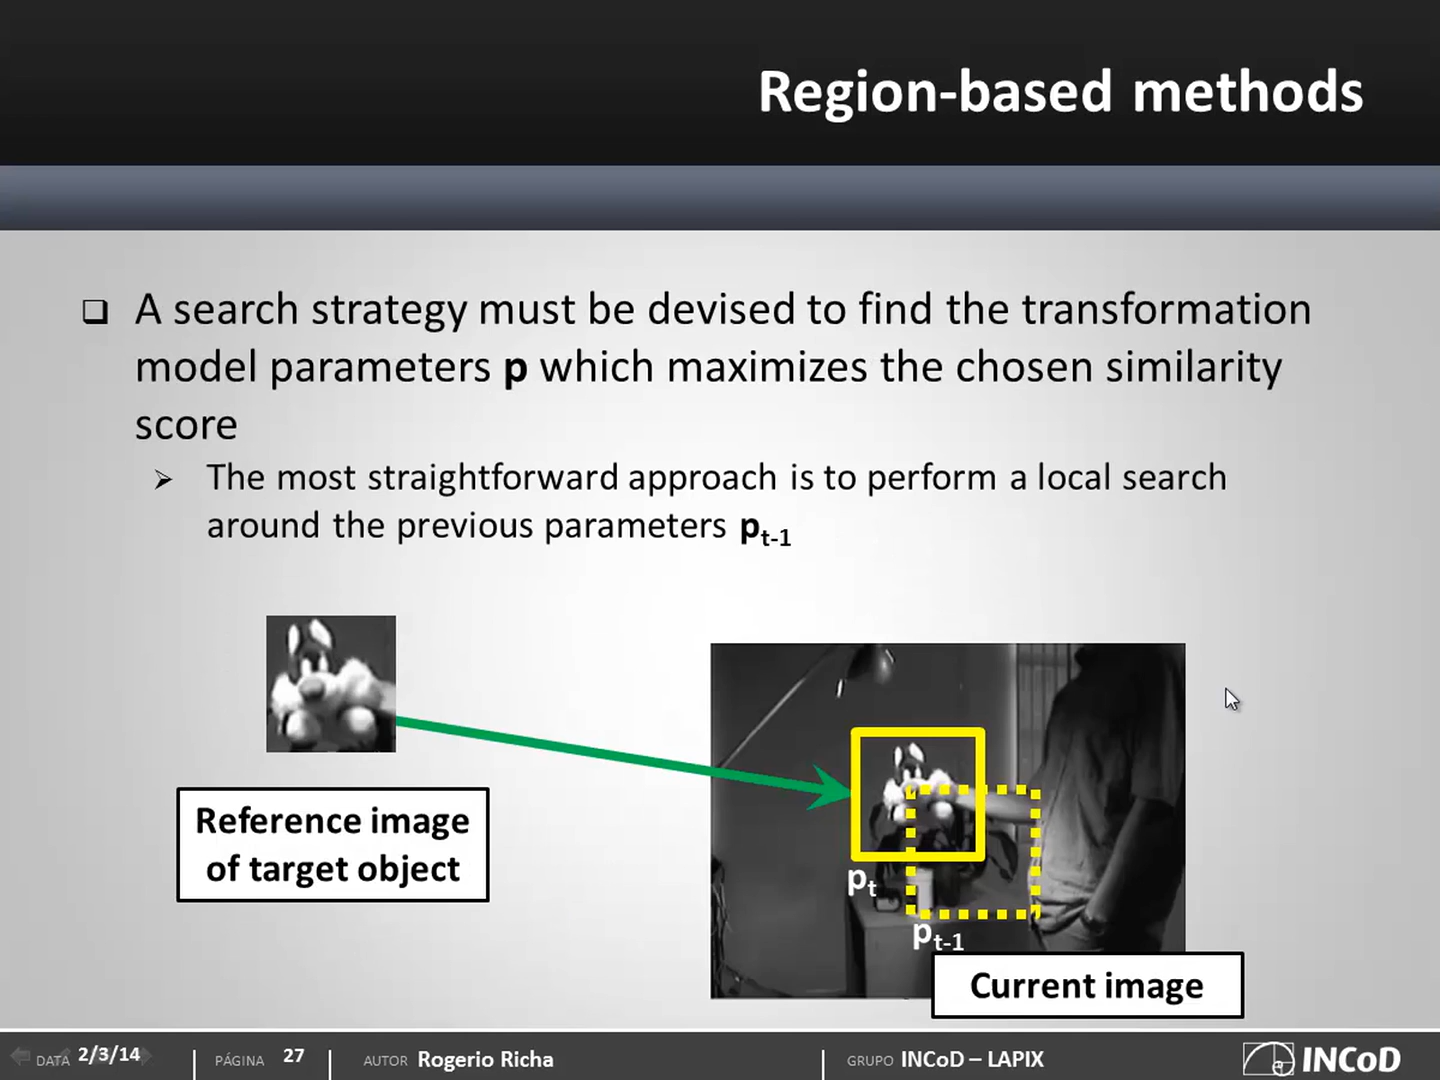 Region-based methods
A search strategy must be devised to find the transformation
model parameters p which maximizes the chosen similarity
score
The most straightforward approach is to perform a local search
around the previous parameters pt-1
Reference image
of target object
pt
pt-1
Current image
DATA 2/3/14
PÁGINA 27
AUTOR Rogerio Richa
GRUPO INCoD – LAPIX
INCoD